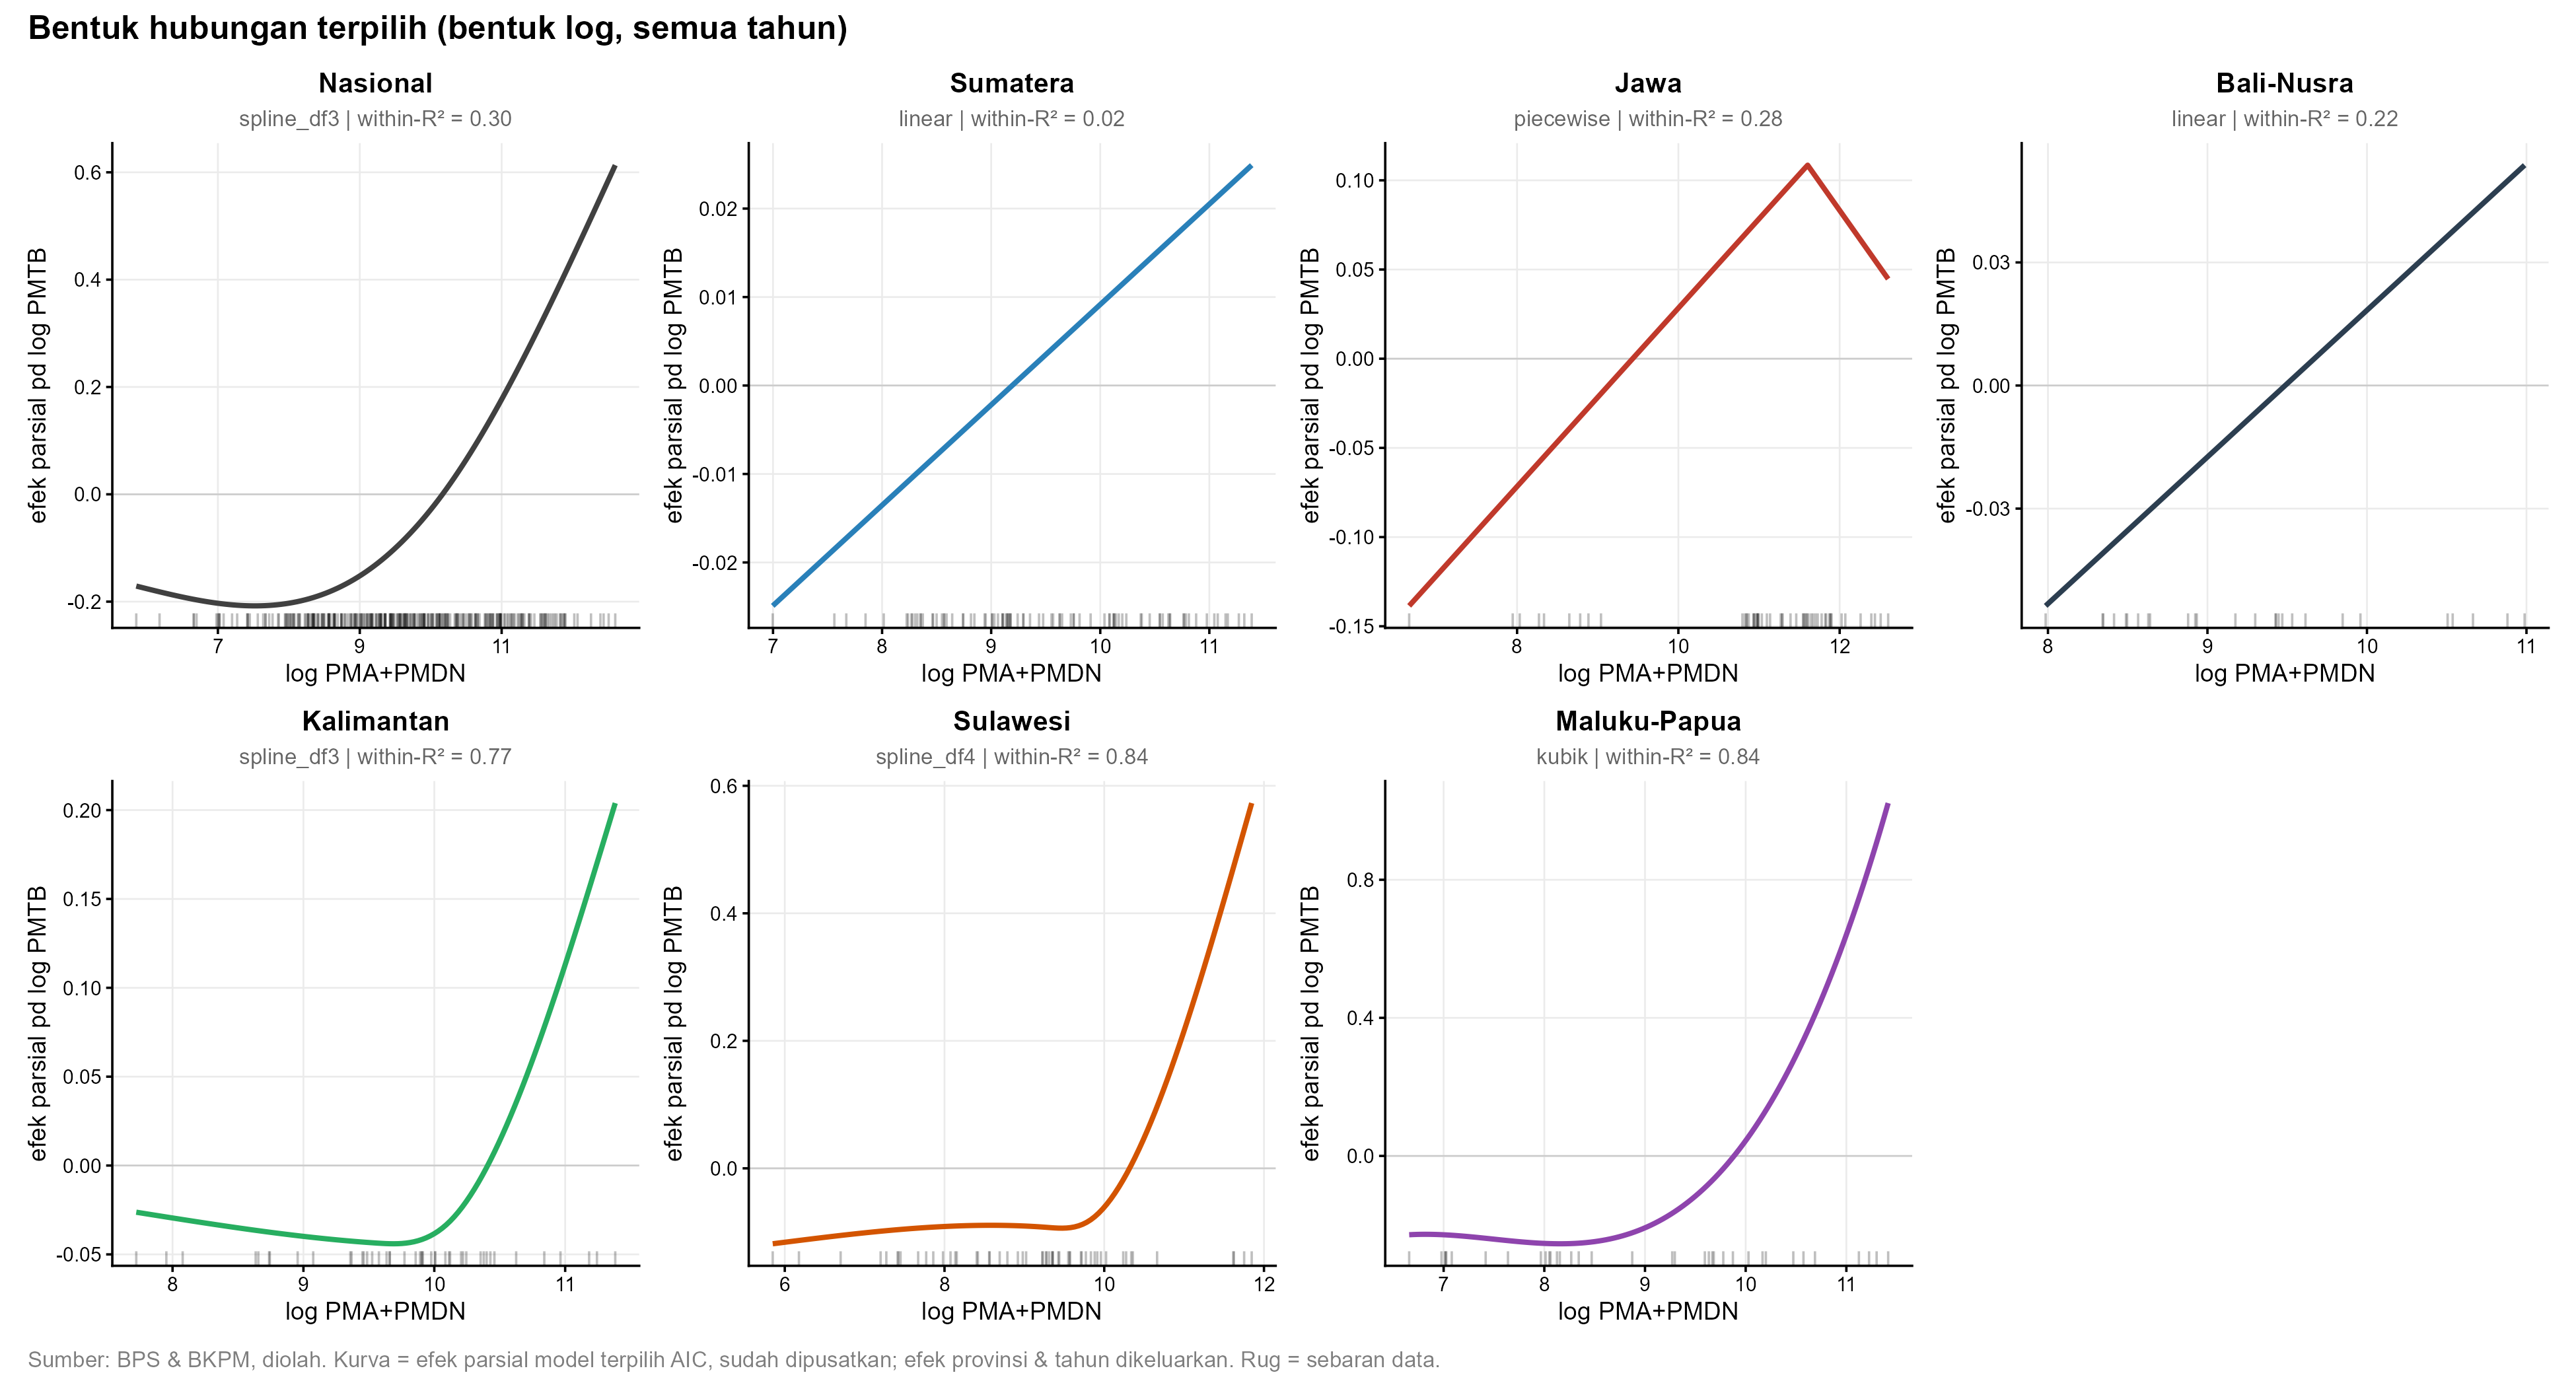 Bentuk hubungan terpilih (bentuk log, semua tahun)
Nasional
spline_df3 | within-R² = 0.30
efek parsial pd log PMTB
0.6
0.4
0.2
0.0
-0.2
7 9 11
log PMA+PMDN
Sumatera
linear | within-R² = 0.02
efek parsial pd log PMTB
0.02
0.01
0.00
-0.01
-0.02
7 8 9 10 11
log PMA+PMDN
Jawa
piecewise | within-R² = 0.28
efek parsial pd log PMTB
0.10
0.05
0.00
-0.05
-0.10
-0.15
8 10 12
log PMA+PMDN
Bali-Nusra
linear | within-R² = 0.22
efek parsial pd log PMTB
0.03
0.00
-0.03
8 9 10 11
log PMA+PMDN
Kalimantan
spline_df3 | within-R² = 0.77
efek parsial pd log PMTB
0.20
0.15
0.10
0.05
0.00
-0.05
8 9 10 11
log PMA+PMDN
Sulawesi
spline_df4 | within-R² = 0.84
efek parsial pd log PMTB
0.6
0.4
0.2
0.0
6 8 10 12
log PMA+PMDN
Maluku-Papua
kubik | within-R² = 0.84
efek parsial pd log PMTB
0.8
0.4
0.0
7 8 9 10 11
log PMA+PMDN
Sumber: BPS & BKPM, diolah. Kurva = efek parsial model terpilih AIC, sudah dipusatkan; efek provinsi & tahun dikeluarkan. Rug = sebaran data.